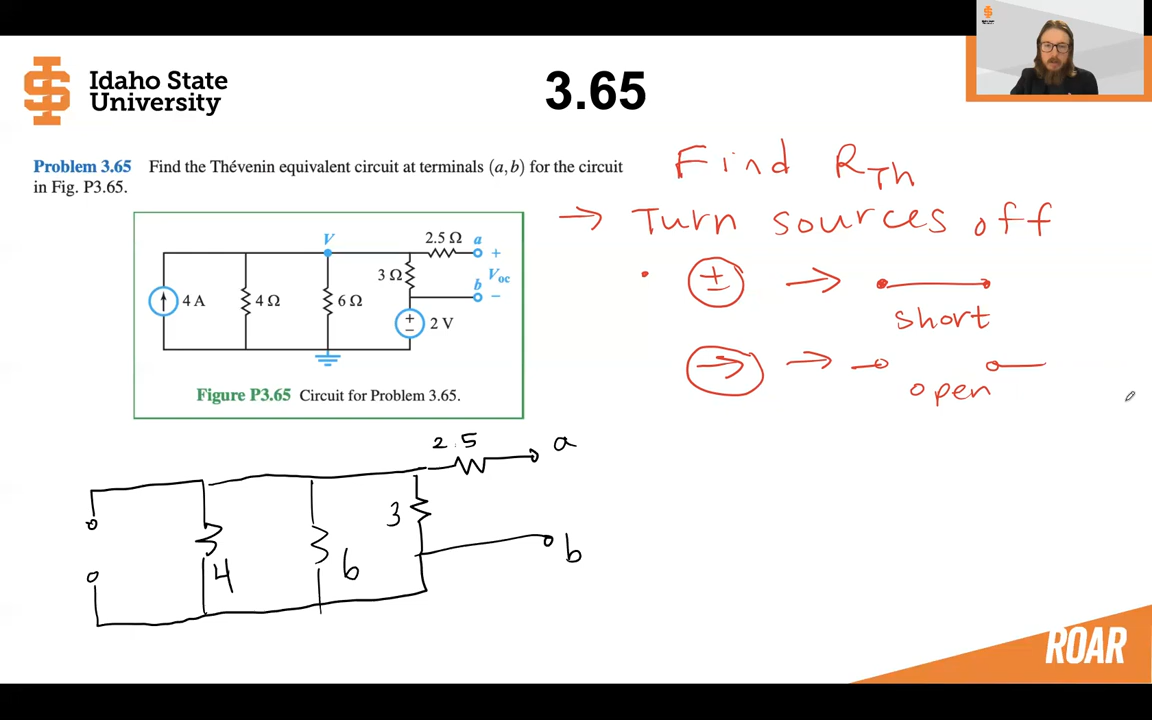 Idaho State
University
3.65
Problem 3.65 Find the Thévenin equivalent circuit at terminals (a, b) for the circuit
in Fig. P3.65.
V
2.5 Ω
a
+
3 Ω
b
Voc
−
4 A
4 Ω
6 Ω
+
−
2 V
Figure P3.65 Circuit for Problem 3.65.
Find RTh
→ Turn sources off
· ± →
short
→ →
open
2.5
a
3
4
6
b
ROAR